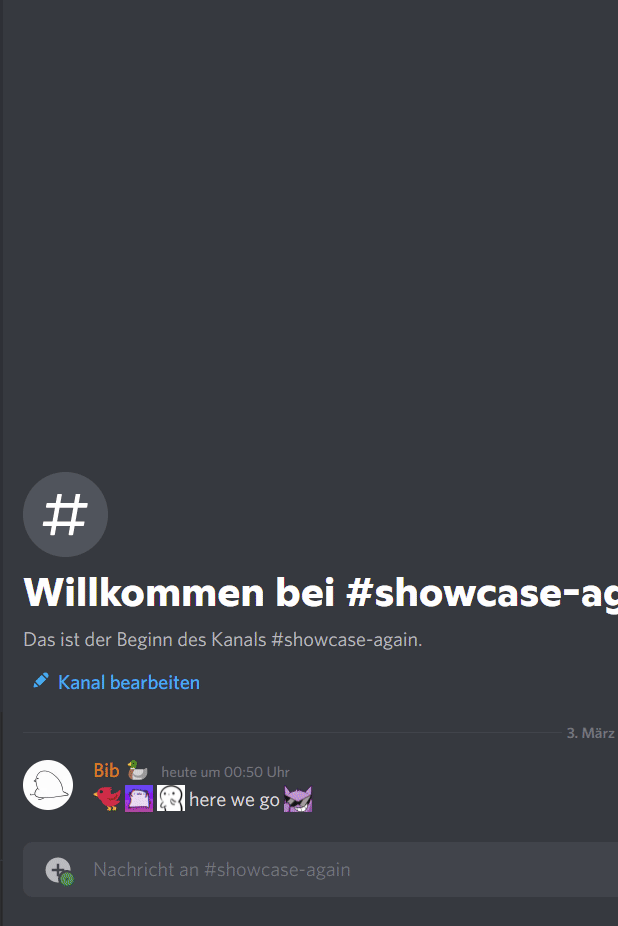 #
Willkommen bei #showcase-ag
Das ist der Beginn des Kanals #showcase-again.
Kanal bearbeiten
3. März
Bib 🦆 heute um 00:50 Uhr
here we go
Nachricht an #showcase-again